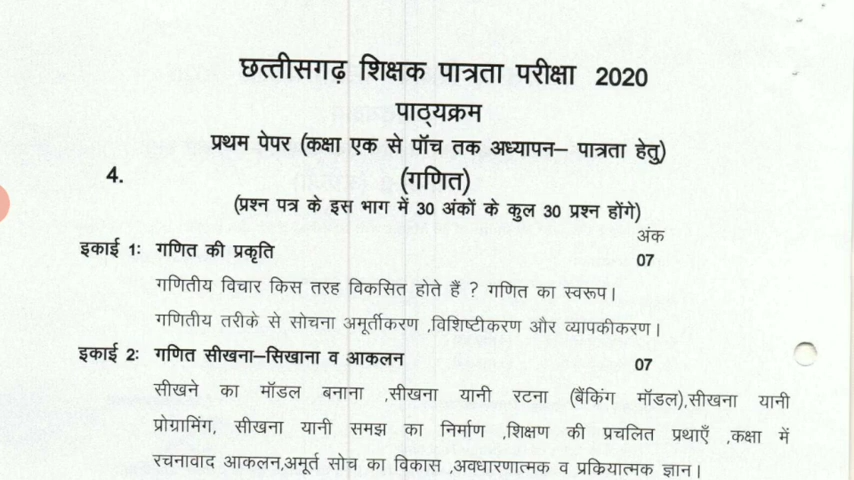 छत्तीसगढ़ शिक्षक पात्रता परीक्षा 2020
पाठ्यक्रम
प्रथम पेपर (कक्षा एक से पॉच तक अध्यापन– पात्रता हेतु)
4. (गणित)
(प्रश्न पत्र के इस भाग में 30 अंकों के कुल 30 प्रश्न होंगे)
अंक
इकाई 1: गणित की प्रकृति 07
गणितीय विचार किस तरह विकसित होते हैं ? गणित का स्वरूप।
गणितीय तरीके से सोचना अमूर्तीकरण ,विशिष्टीकरण और व्यापकीकरण।
इकाई 2: गणित सीखना–सिखाना व आकलन 07
सीखने का मॉडल बनाना ,सीखना यानी रटना (बैंकिंग मॉडल),सीखना यानी
प्रोग्रामिंग, सीखना यानी समझ का निर्माण ,शिक्षण की प्रचलित प्रथाएँ ,कक्षा में
रचनावाद आकलन,अमूर्त सोच का विकास ,अवधारणात्मक व प्रक्रियात्मक ज्ञान।